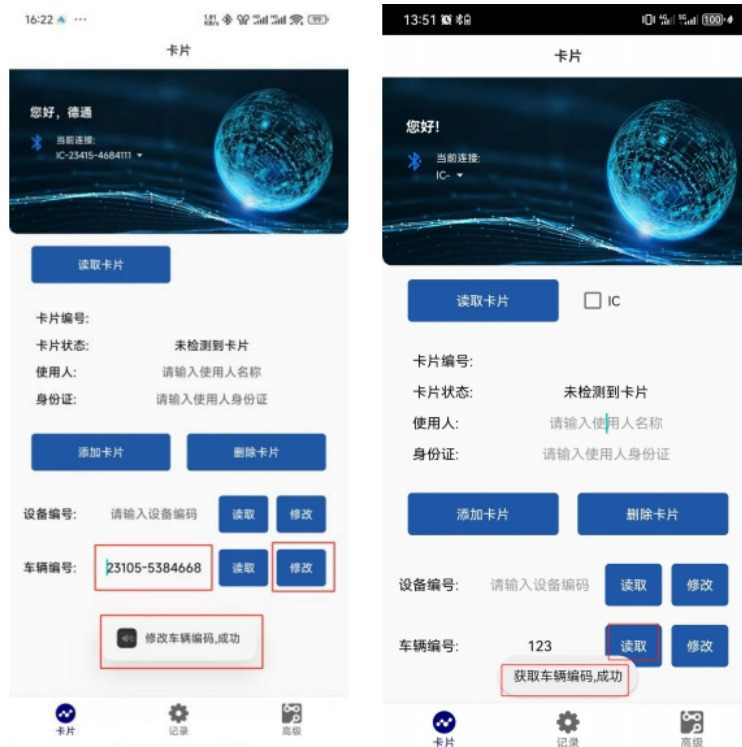 16:22
1.91
KB/s
5G
5G
99
卡片
您好，德通
当前连接:
IC-23415-4684111
读取卡片
卡片编号:
卡片状态: 未检测到卡片
使用人: 请输入使用人名称
身份证: 请输入使用人身份证
添加卡片 删除卡片
设备编号: 请输入设备编码 读取 修改
车辆编号: 23105-5384668 读取 修改
修改车辆编码,成功
卡片 记录 高级
13:51
4G
5G
100
卡片
您好!
当前连接:
IC-
读取卡片 IC
卡片编号:
卡片状态: 未检测到卡片
使用人: 请输入使用人名称
身份证: 请输入使用人身份证
添加卡片 删除卡片
设备编号: 请输入设备编码 读取 修改
车辆编号: 123 读取 修改
获取车辆编码,成功
卡片 记录 高级